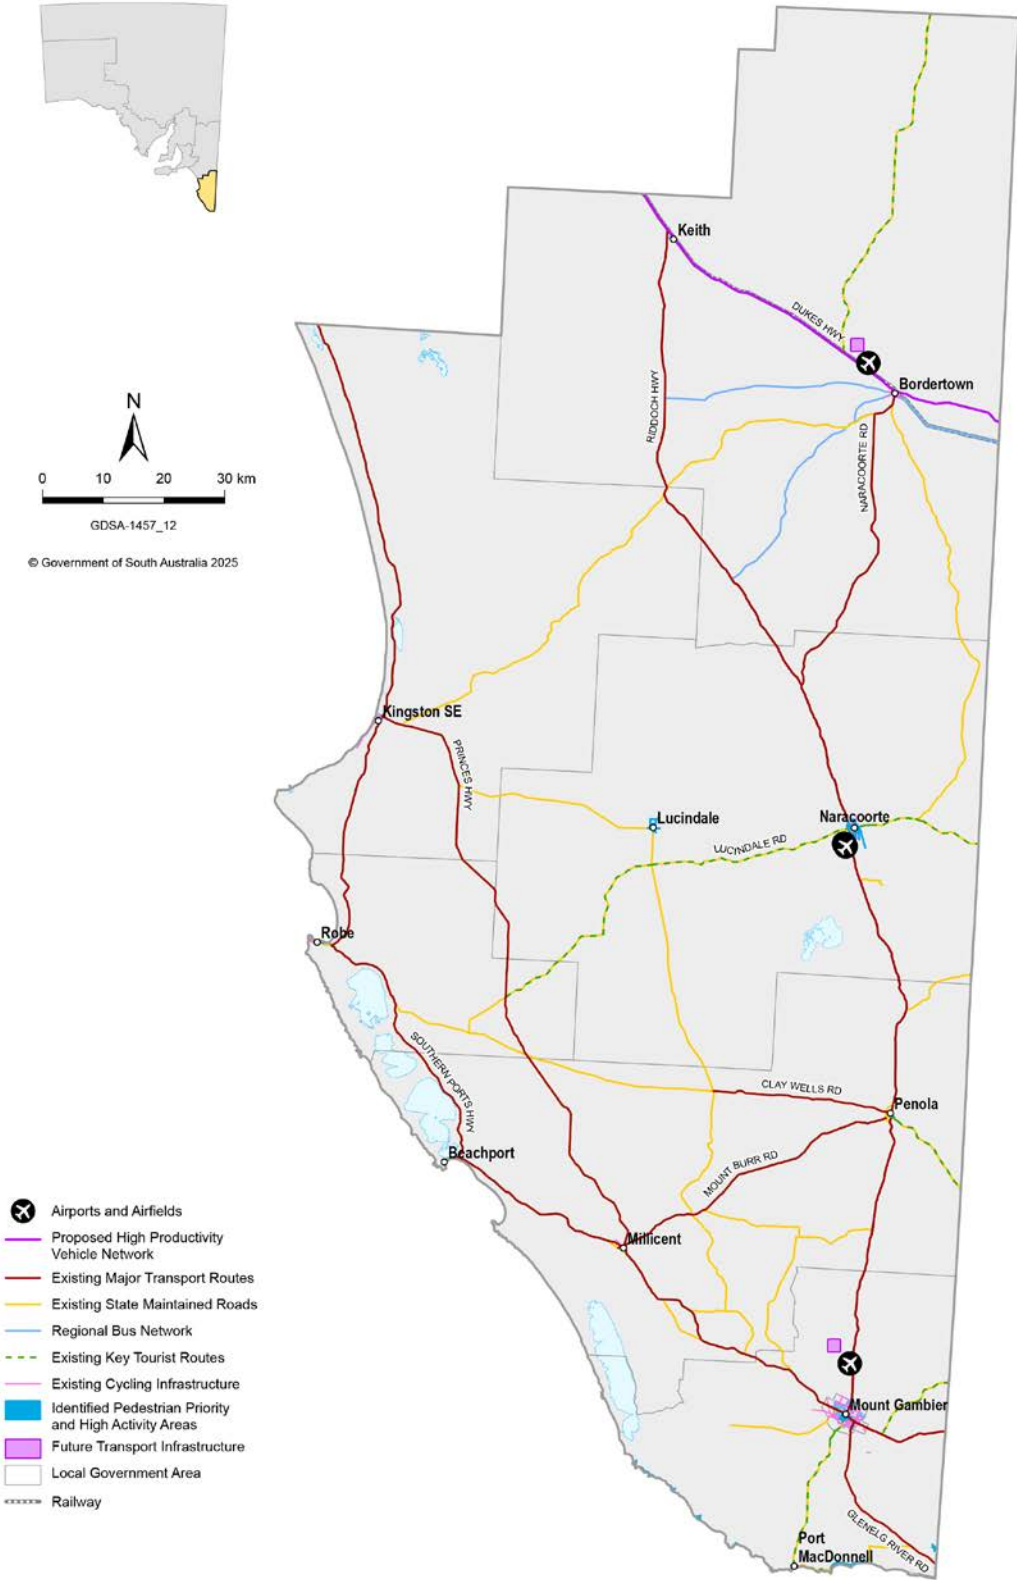 Keith
DUKES HWY
Bordertown
RIDDOCH HWY
NARACOORTE RD
N
0 10 20 30 km
GDSA-1457_12
© Government of South Australia 2025
Kingston SE
PRINCES HWY
Lucindale
Naracoorte
LUCINDALE RD
Robe
SOUTHERN PORTS HWY
CLAY WELLS RD
Penola
Beachport
MOUNT BURR RD
Millicent
Mount Gambier
GLENELG RIVER RD
Port
MacDonnell
Airports and Airfields
Proposed High Productivity
Vehicle Network
Existing Major Transport Routes
Existing State Maintained Roads
Regional Bus Network
Existing Key Tourist Routes
Existing Cycling Infrastructure
Identified Pedestrian Priority
and High Activity Areas
Future Transport Infrastructure
Local Government Area
Railway